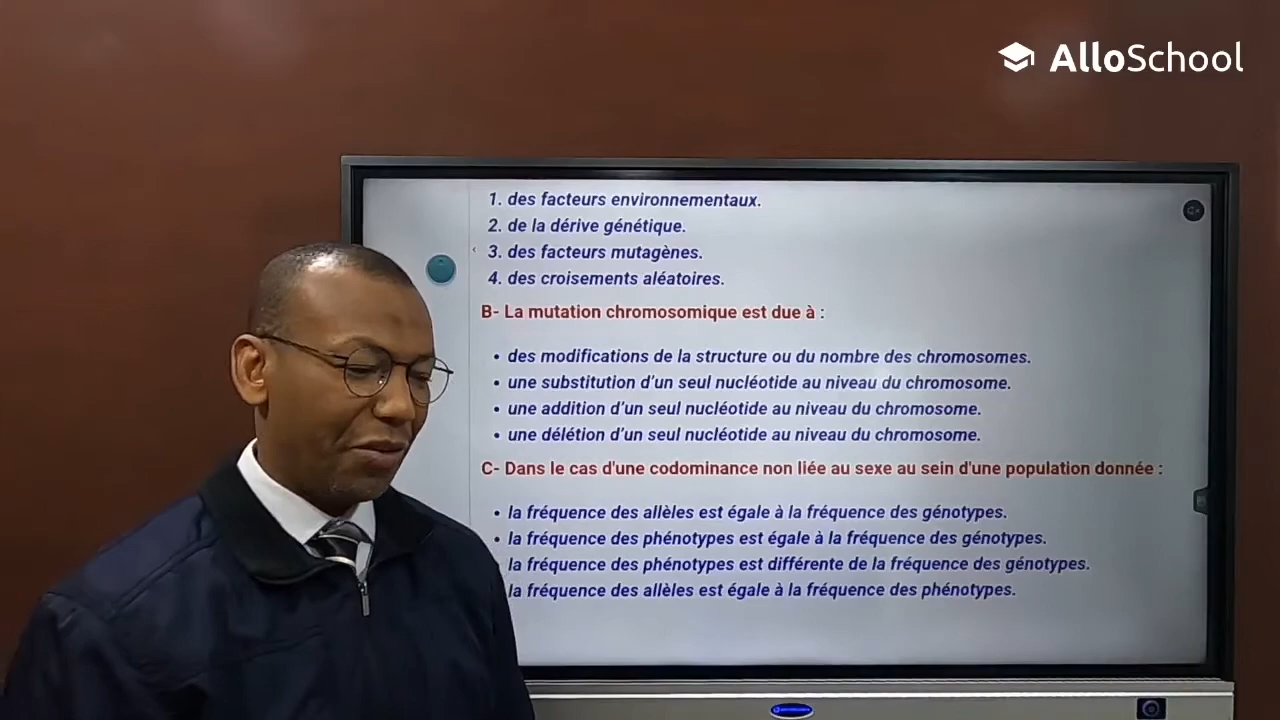 AlloSchool
1. des facteurs environnementaux.
2. de la dérive génétique.
3. des facteurs mutagènes.
4. des croisements aléatoires.
B- La mutation chromosomique est due à :
• des modifications de la structure ou du nombre des chromosomes.
• une substitution d'un seul nucléotide au niveau du chromosome.
• une addition d'un seul nucléotide au niveau du chromosome.
• une délétion d'un seul nucléotide au niveau du chromosome.
C- Dans le cas d'une codominance non liée au sexe au sein d'une population donnée :
• la fréquence des allèles est égale à la fréquence des génotypes.
• la fréquence des phénotypes est égale à la fréquence des génotypes.
la fréquence des phénotypes est différente de la fréquence des génotypes.
la fréquence des allèles est égale à la fréquence des phénotypes.